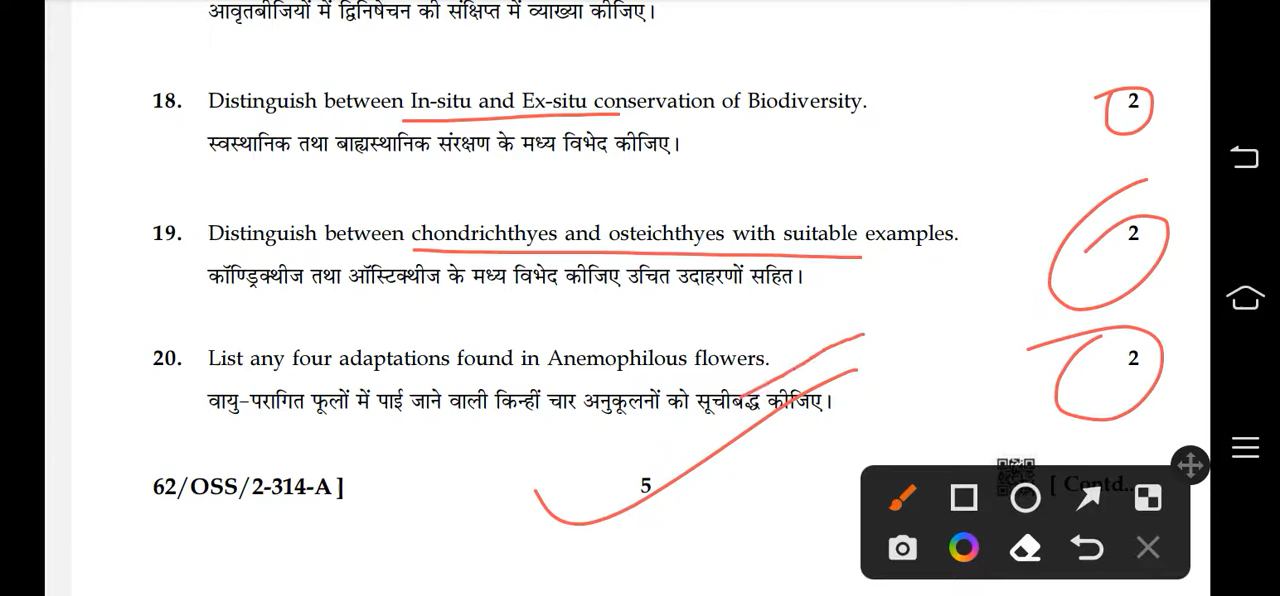 आवृतबीजियों में द्विनिषेचन की संक्षिप्त में व्याख्या कीजिए।
18. Distinguish between In-situ and Ex-situ conservation of Biodiversity. 2
स्वस्थानिक तथा बाह्यस्थानिक संरक्षण के मध्य विभेद कीजिए।
19. Distinguish between chondrichthyes and osteichthyes with suitable examples. 2
कॉण्ड्रिक्थीज तथा ऑस्टिक्थीज के मध्य विभेद कीजिए उचित उदाहरणों सहित।
20. List any four adaptations found in Anemophilous flowers. 2
वायु-परागित फूलों में पाई जाने वाली किन्हीं चार अनुकूलनों को सूचीबद्ध कीजिए।
62/OSS/2-314-A ] 5 [ Contd...